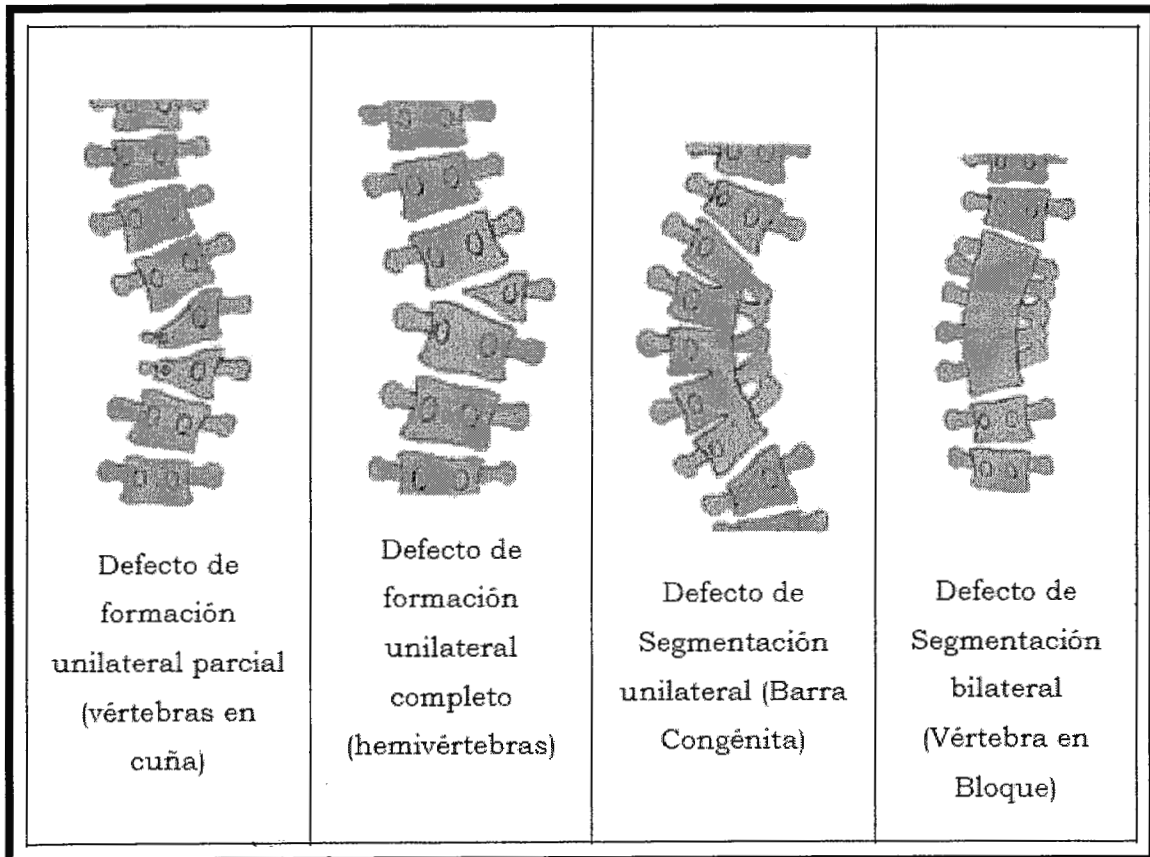 Defecto de
formación
unilateral parcial
(vértebras en
cuña)
Defecto de
formación
unilateral
completo
(hemivértebras)
Defecto de
Segmentación
unilateral (Barra
Congénita)
Defecto de
Segmentación
bilateral
(Vértebra en
Bloque)